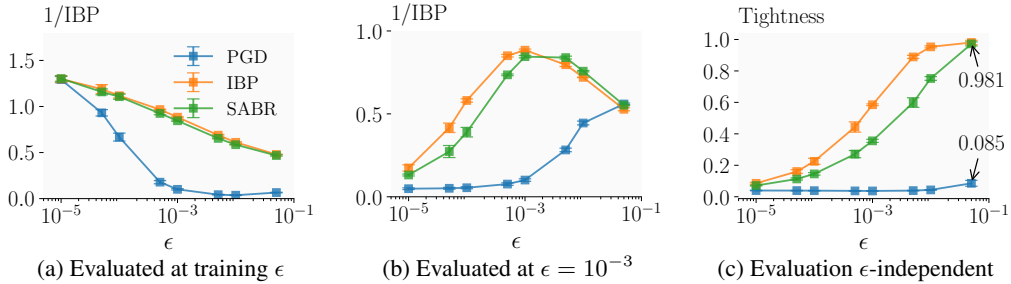 1/IBP
1.5
1.0
0.5
0.0
PGD
IBP
SABR
10⁻⁵
10⁻³
10⁻¹
ϵ
(a) Evaluated at training ϵ
1/IBP
1.0
0.5
0.0
10⁻⁵
10⁻³
10⁻¹
ϵ
(b) Evaluated at ϵ = 10⁻³
Tightness
1.0
0.8
0.6
0.4
0.2
0.0
0.981
0.085
10⁻⁵
10⁻³
10⁻¹
ϵ
(c) Evaluation ϵ-independent